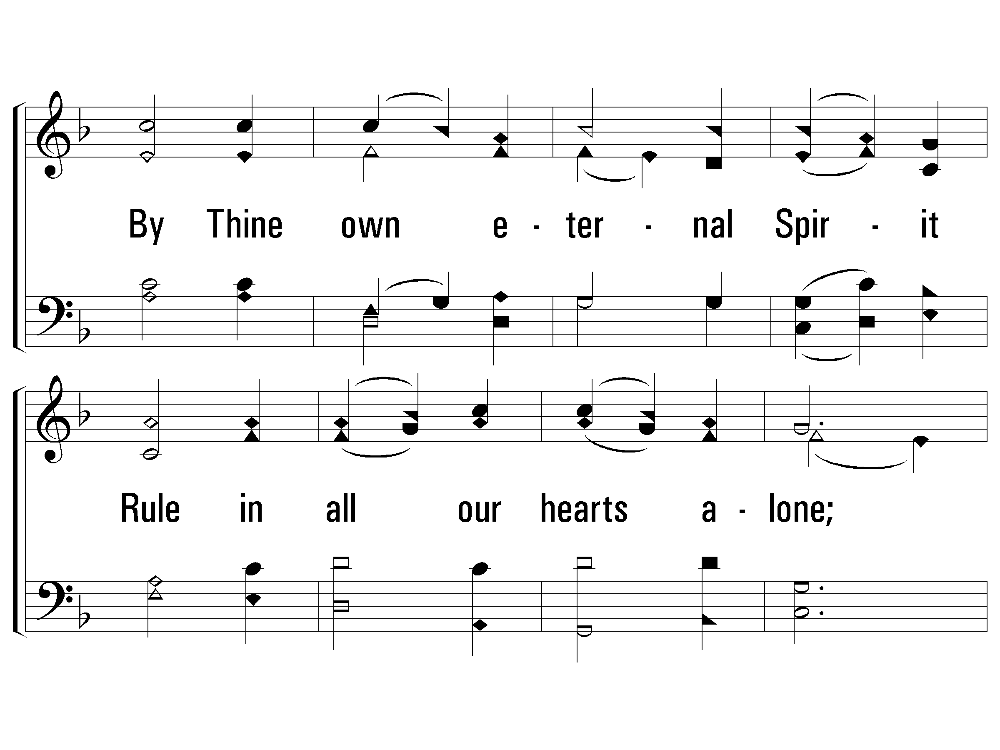 By Thine own e - ter - nal Spir - it
Rule in all our hearts a - lone;